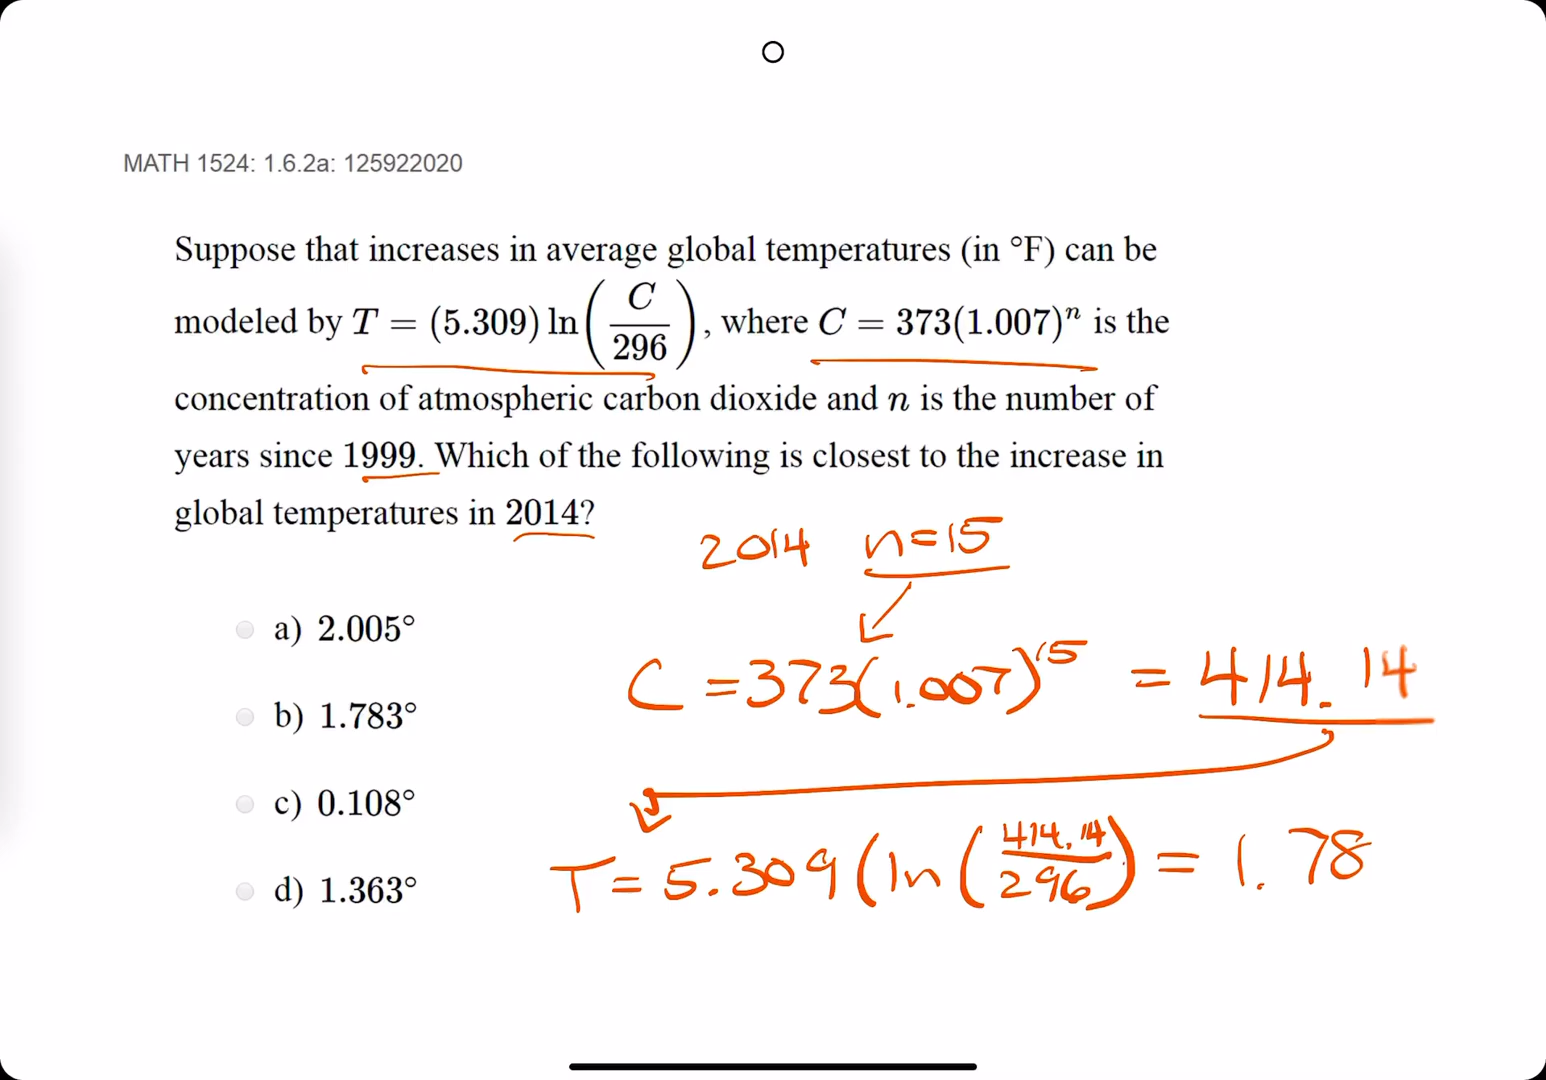 MATH 1524: 1.6.2a: 125922020
Suppose that increases in average global temperatures (in °F) can be
modeled by T = (5.309) ln(C/296), where C = 373(1.007)ⁿ is the
concentration of atmospheric carbon dioxide and n is the number of
years since 1999. Which of the following is closest to the increase in
global temperatures in 2014?
2014 n=15
a) 2.005°
C = 373(1.007)¹⁵ = 414.14
b) 1.783°
c) 0.108°
T = 5.309(ln(414.14/296) = 1.78
d) 1.363°